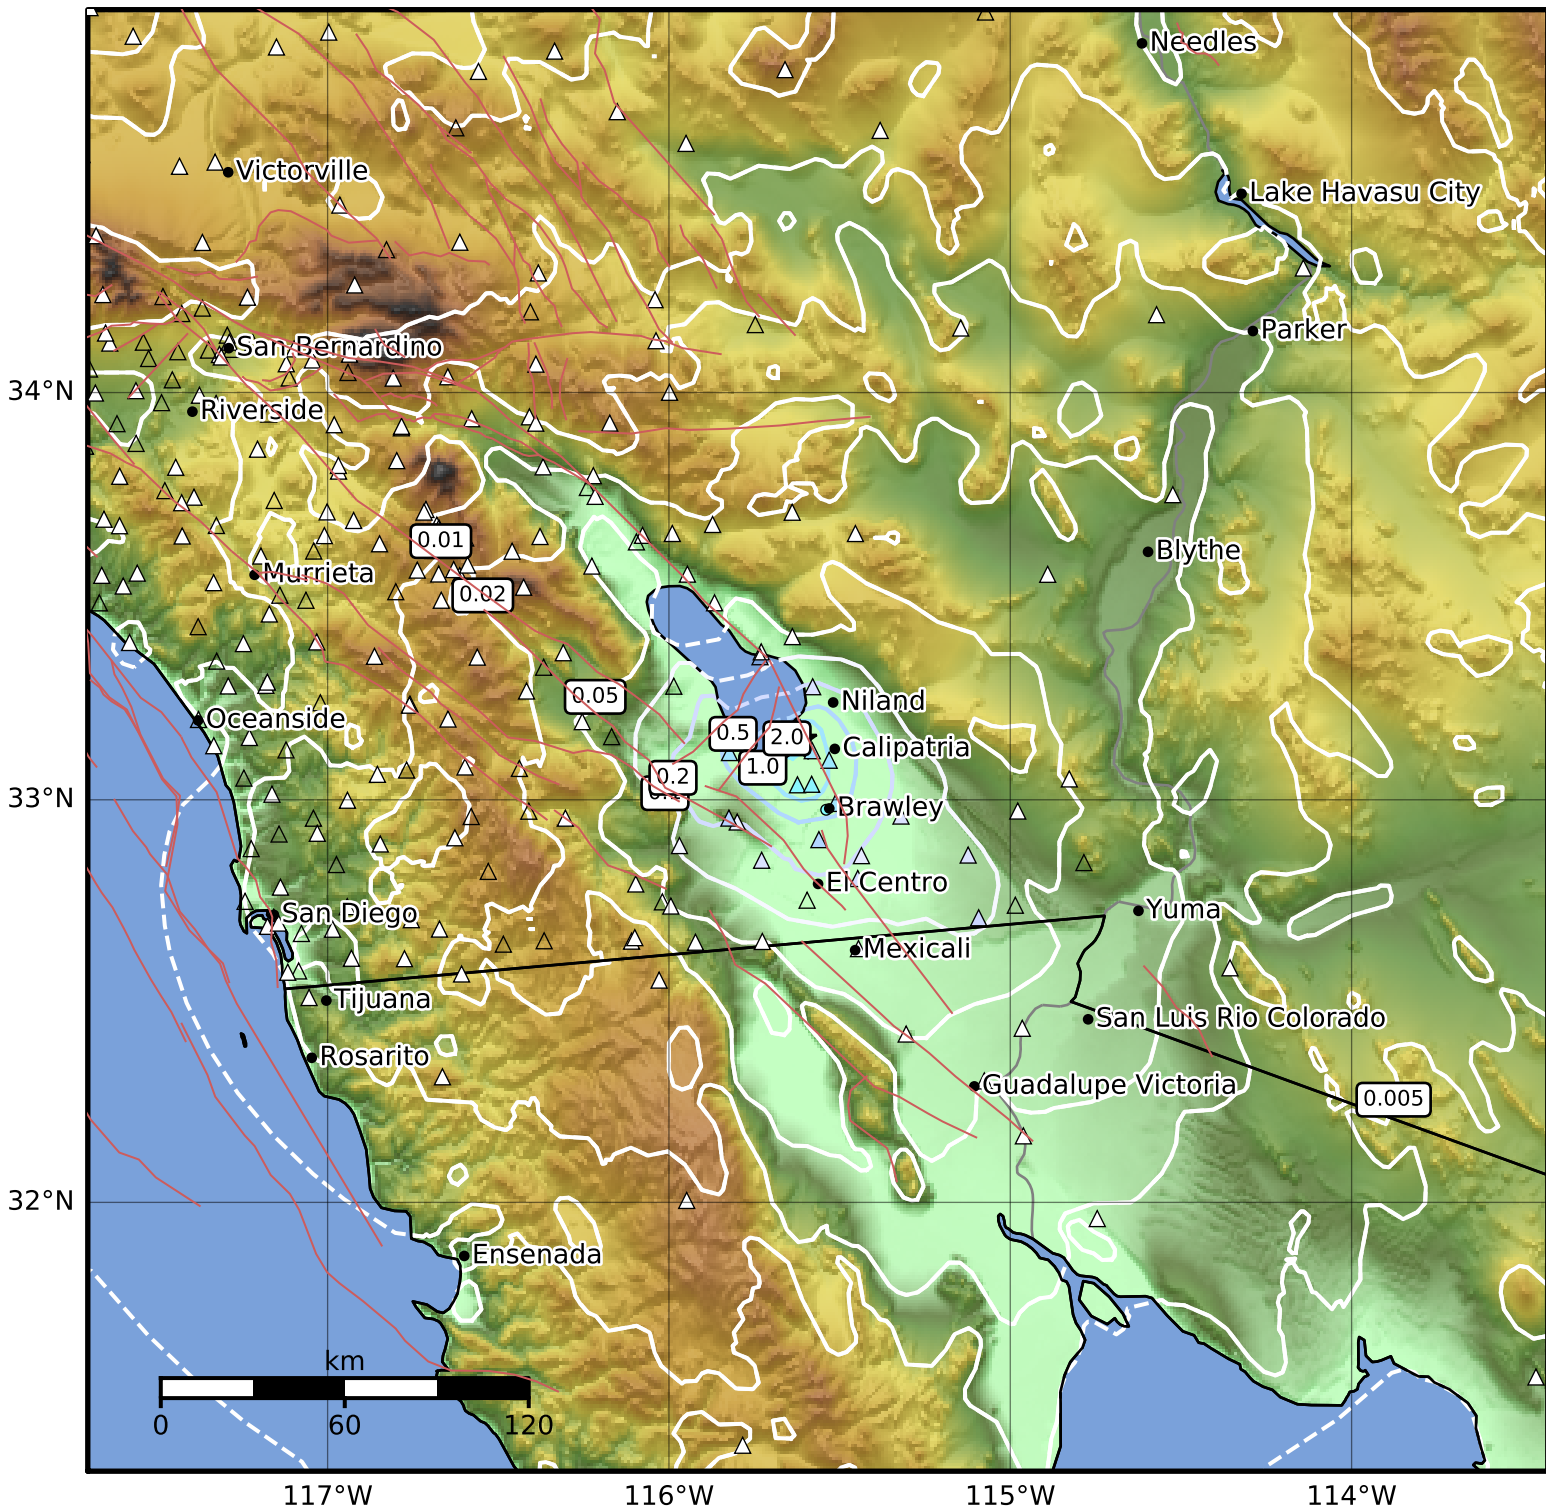 Needles
Victorville
Lake Havasu City
Parker
San Bernardino
34°N
Riverside
0.01
Blythe
Murrieta
0.02
0.05
Niland
Oceanside
0.5
2.0
Calipatria
1.0
0.2
33°N
Brawley
El Centro
Yuma
San Diego
Mexicali
Tijuana
San Luis Rio Colorado
Rosarito
Guadalupe Victoria
0.005
32°N
Ensenada
km
0 60 120
117°W 116°W 115°W 114°W